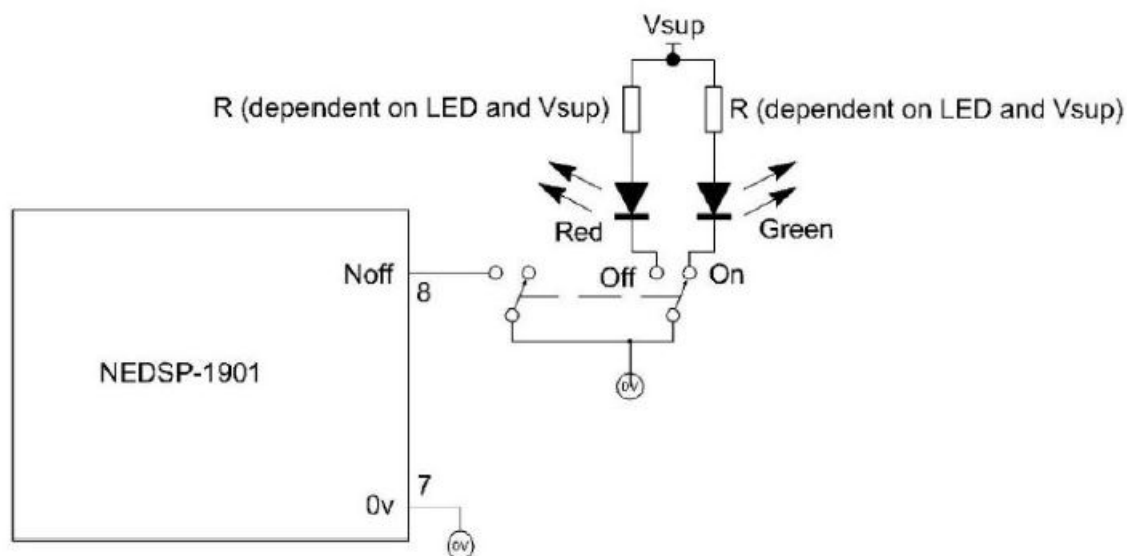 Vsup
R (dependent on LED and Vsup)
R (dependent on LED and Vsup)
Red
Green
Noff
8
Off
On
NEDSP-1901
0V
7
0v
0V